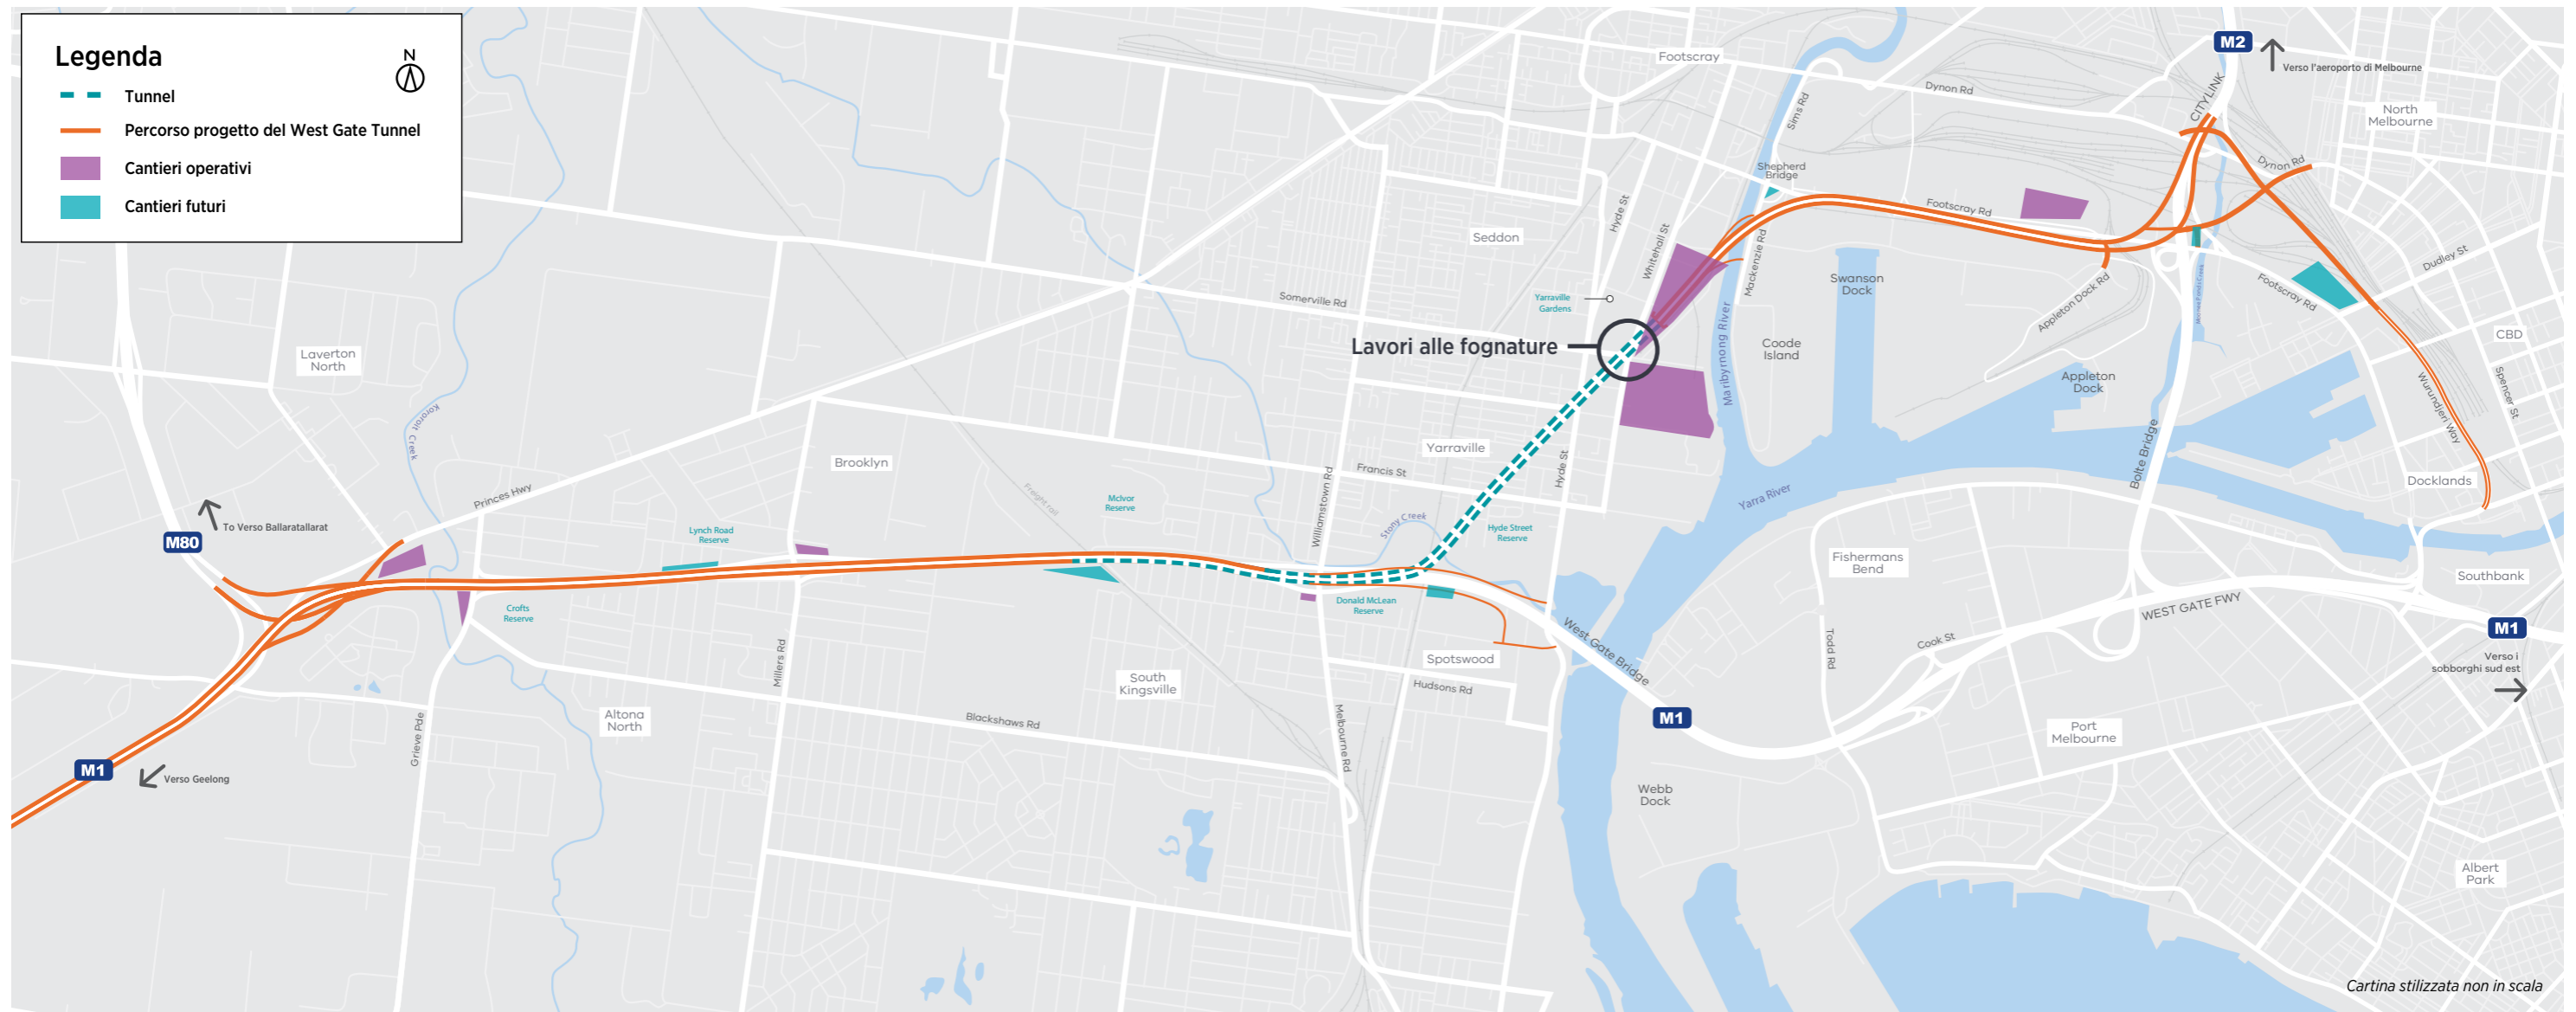 Legenda
N
Tunnel
Percorso progetto del West Gate Tunnel
Cantieri operativi
Cantieri futuri
M2
Verso l'aeroporto di Melbourne
CITYLINK
North
Melbourne
Footscray
Dynon Rd
Sims Rd
Shepherd
Bridge
Dynon Rd
Footscray Rd
Hyde St
Whitehall St
Seddon
Mackenzie Rd
Swanson
Dock
Dudley St
Footscray Rd
Appleton Dock Rd
Somerville Rd
Yarraville
Gardens
Lavori alle fognature
Maribyrnong River
Coode
Island
CBD
Laverton
North
Appleton
Dock
Spencer St
Wurundjeri Way
Kororoit Creek
Yarraville
Brooklyn
Francis St
Hyde St
Bolte Bridge
Docklands
Princes Hwy
Freight rail
McIvor
Reserve
Williamstown Rd
Yarra River
To Verso Ballaratallarat
M80
Lynch Road
Reserve
Stony Creek
Hyde Street
Reserve
Fishermans
Bend
Southbank
WEST GATE FWY
Crofts
Reserve
Donald McLean
Reserve
West Gate Bridge
M1
Todd Rd
Cook St
Verso i
sobborghi sud est
Millers Rd
Spotswood
South
Kingsville
Hudsons Rd
Altona
North
Blackshaws Rd
Grieve Pde
Melbourne Rd
M1
Port
Melbourne
M1
Verso Geelong
Webb
Dock
Albert
Park
Cartina stilizzata non in scala